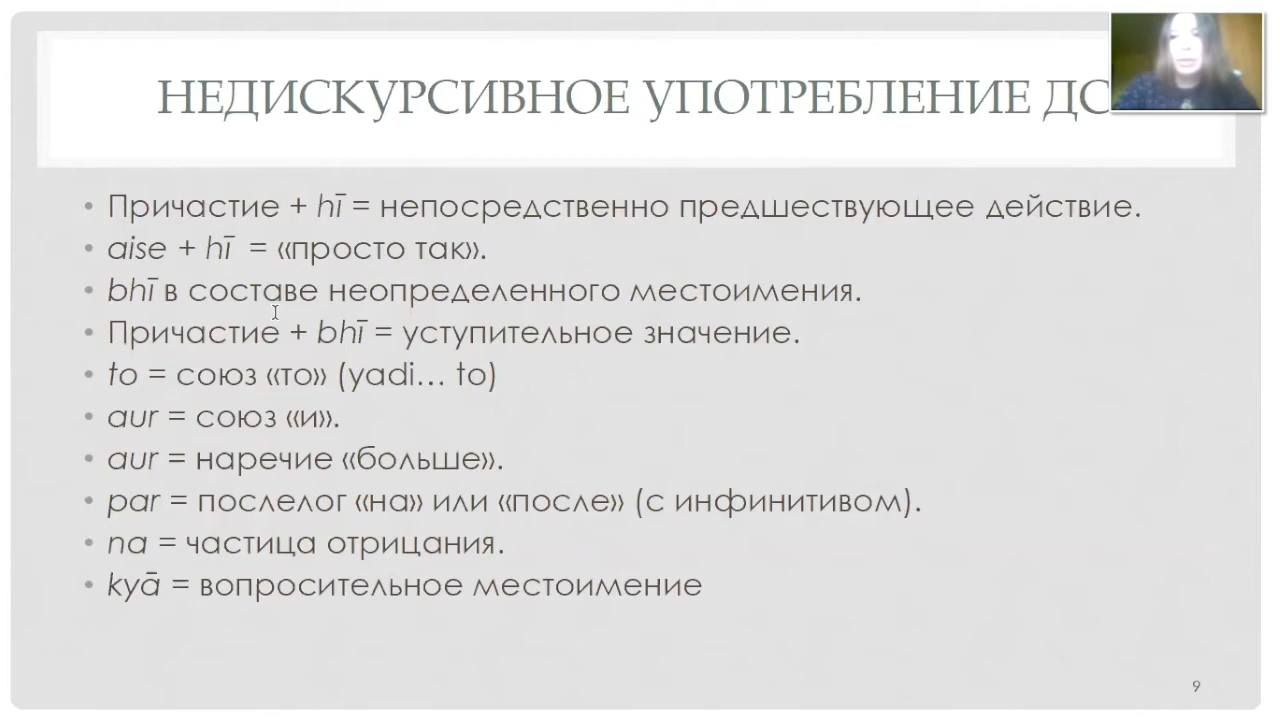 НЕДИСКУРСИВНОЕ УПОТРЕБЛЕНИЕ ДС
• Причастие + hī = непосредственно предшествующее действие.
• aise + hī = «просто так».
• bhī в составе неопределенного местоимения.
• Причастие + bhī = уступительное значение.
• to = союз «то» (yadi... to)
• aur = союз «и».
• aur = наречие «больше».
• par = послелог «на» или «после» (с инфинитивом).
• na = частица отрицания.
• kyā = вопросительное местоимение
9